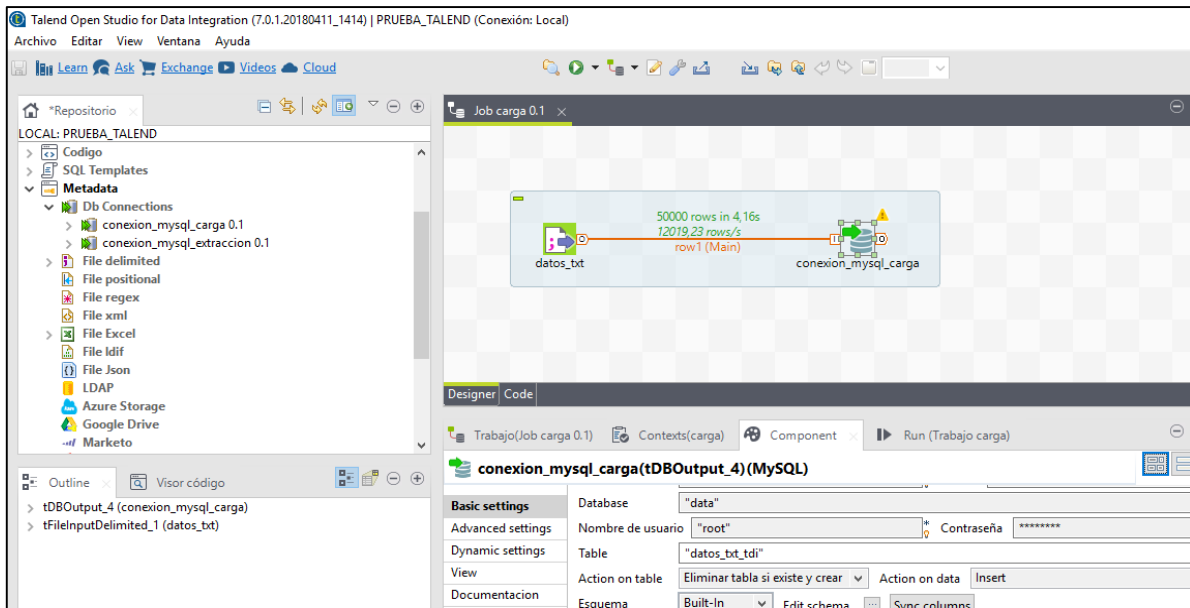 Talend Open Studio for Data Integration (7.0.1.20180411_1414) | PRUEBA_TALEND (Conexión: Local)
Archivo Editar View Ventana Ayuda
Learn Ask Exchange Videos Cloud
*Repositorio
LOCAL: PRUEBA_TALEND
Codigo
SQL Templates
Metadata
Db Connections
conexion_mysql_carga 0.1
conexion_mysql_extraccion 0.1
File delimited
File positional
File regex
File xml
File Excel
File ldif
File Json
LDAP
Azure Storage
Google Drive
Marketo
Outline Visor código
tDBOutput_4 (conexion_mysql_carga)
tFileInputDelimited_1 (datos_txt)
Job carga 0.1
50000 rows in 4,16s
12019,23 rows/s
row1 (Main)
datos_txt
conexion_mysql_carga
Designer Code
Trabajo(Job carga 0.1) Contexts(carga) Component Run (Trabajo carga)
conexion_mysql_carga(tDBOutput_4)(MySQL)
Basic settings
Advanced settings
Dynamic settings
View
Documentacion
Database "data"
Nombre de usuario "root" * Contraseña ********
Table "datos_txt_tdi"
Action on table Eliminar tabla si existe y crear Action on data Insert
Esquema Built-In Edit schema ... Sync columns